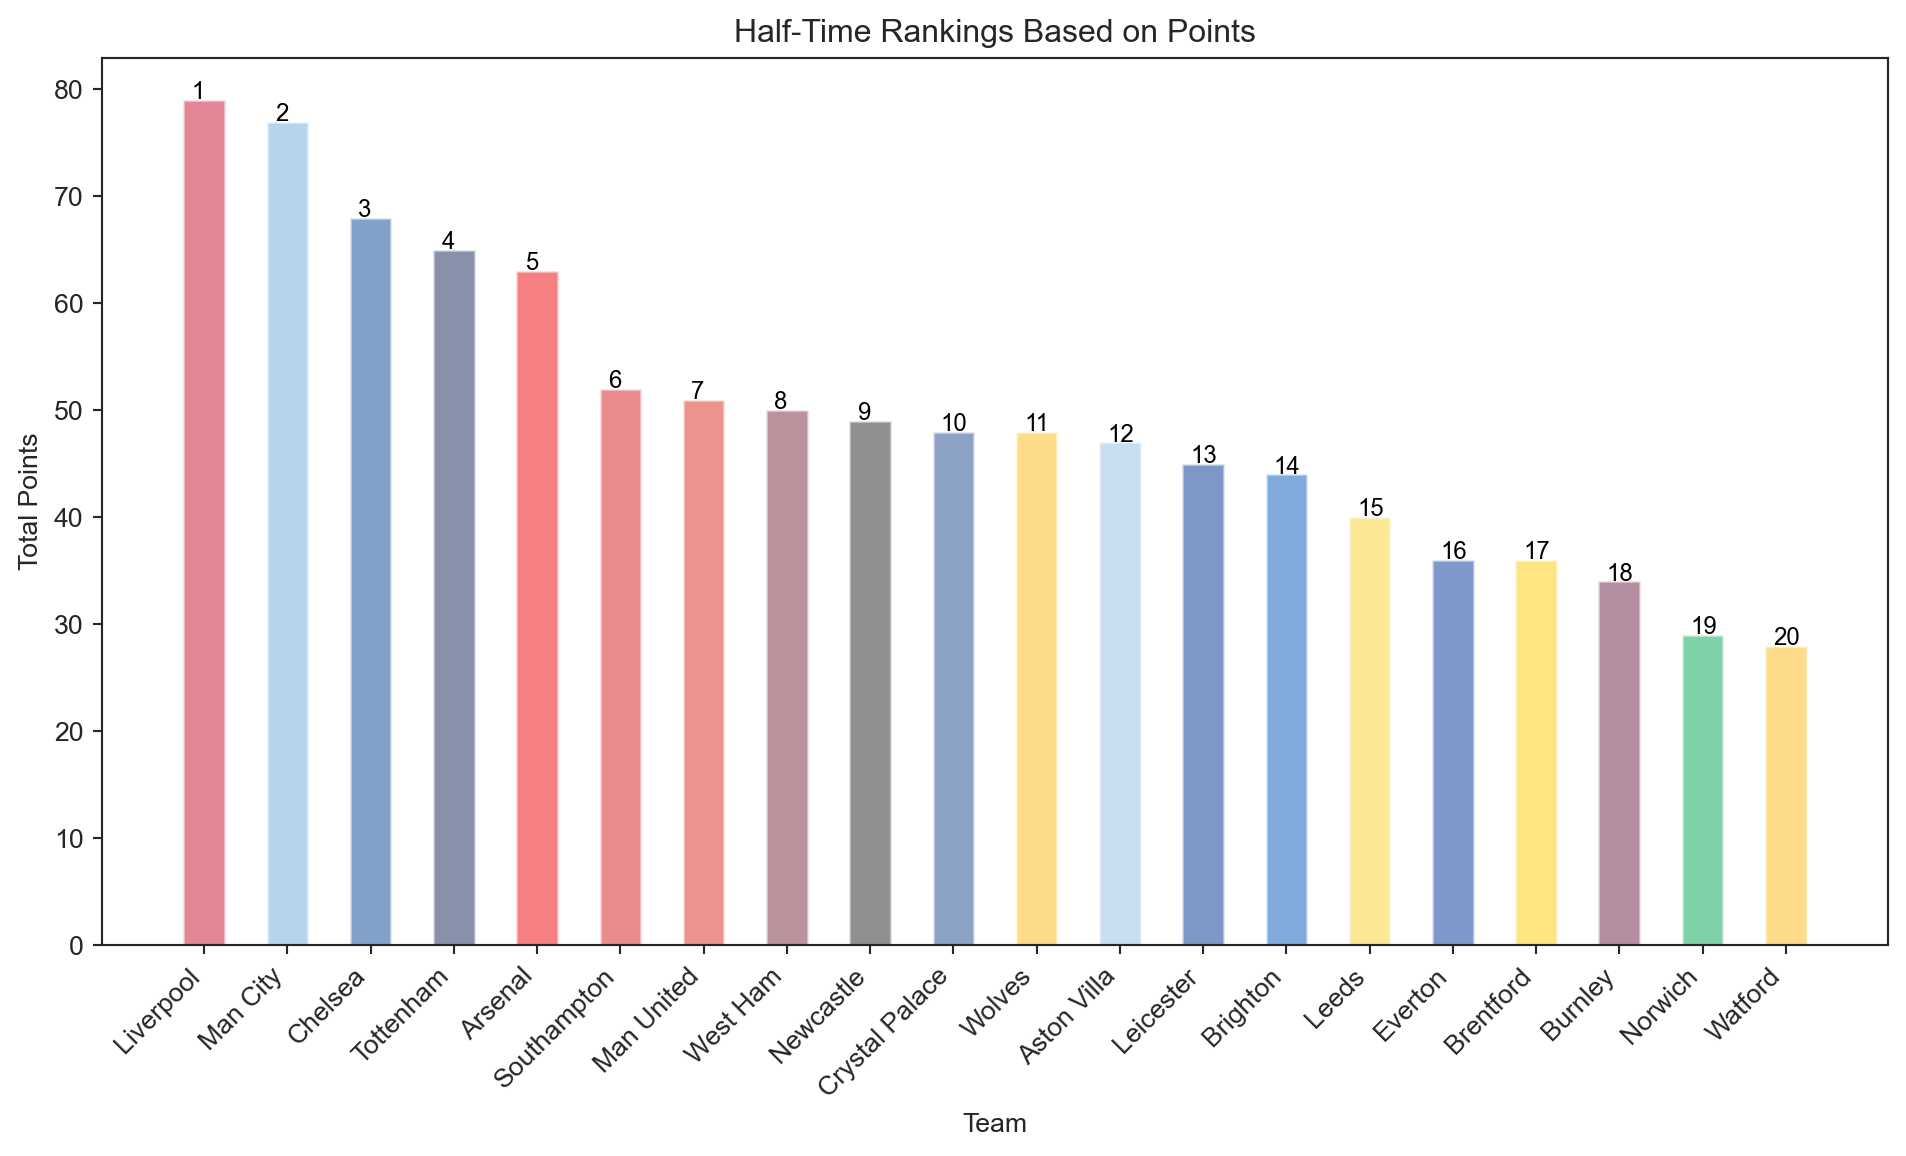 Half-Time Rankings Based on Points
Total Points
80
70
60
50
40
30
20
10
0
1
2
3
4
5
6
7
8
9
10
11
12
13
14
15
16
17
18
19
20
Liverpool
Man City
Chelsea
Tottenham
Arsenal
Southampton
Man United
West Ham
Newcastle
Crystal Palace
Wolves
Aston Villa
Leicester
Brighton
Leeds
Everton
Brentford
Burnley
Norwich
Watford
Team